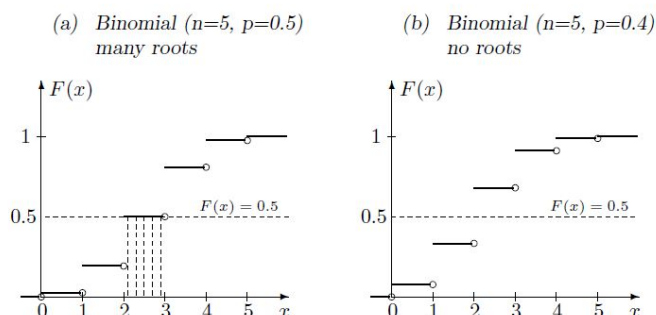 (a) Binomial (n=5, p=0.5)
many roots
F(x)
1
0.5
F(x) = 0.5
0 1 2 3 4 5 x
(b) Binomial (n=5, p=0.4)
no roots
F(x)
1
0.5
F(x) = 0.5
0 1 2 3 4 5 x